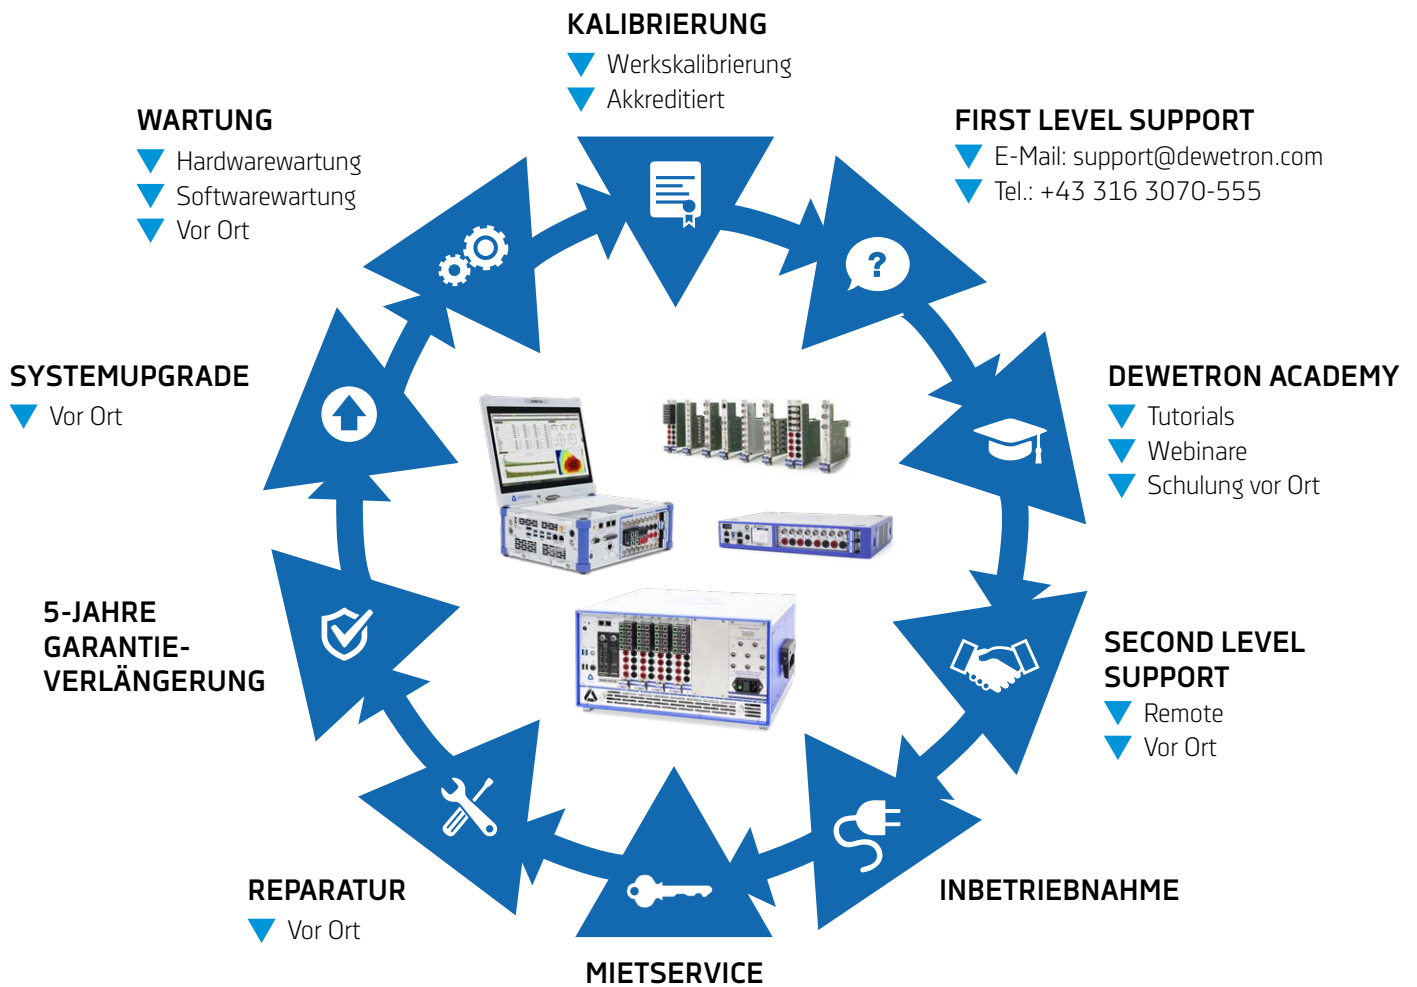 KALIBRIERUNG
Werkskalibrierung
Akkreditiert
FIRST LEVEL SUPPORT
E-Mail: support@dewetron.com
Tel.: +43 316 3070-555
?
DEWETRON ACADEMY
Tutorials
Webinare
Schulung vor Ort
SECOND LEVEL
SUPPORT
Remote
Vor Ort
INBETRIEBNAHME
MIETSERVICE
REPARATUR
Vor Ort
5-JAHRE
GARANTIE-
VERLÄNGERUNG
SYSTEMUPGRADE
Vor Ort
WARTUNG
Hardwarewartung
Softwarewartung
Vor Ort